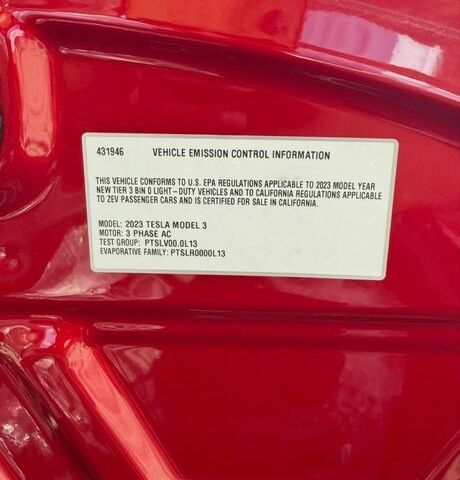 431946 VEHICLE EMISSION CONTROL INFORMATION
THIS VEHICLE CONFORMS TO U.S. EPA REGULATIONS APPLICABLE TO 2023 MODEL YEAR
NEW TIER 3 BIN 0 LIGHT - DUTY VEHICLES AND TO CALIFORNIA REGULATIONS APPLICABLE
TO ZEV PASSENGER CARS AND IS CERTIFIED FOR SALE IN CALIFORNIA.
MODEL: 2023 TESLA MODEL 3
MOTOR: 3 PHASE AC
TEST GROUP: PTSLV00.0L13
EVAPORATIVE FAMILY: PTSLR0000L13